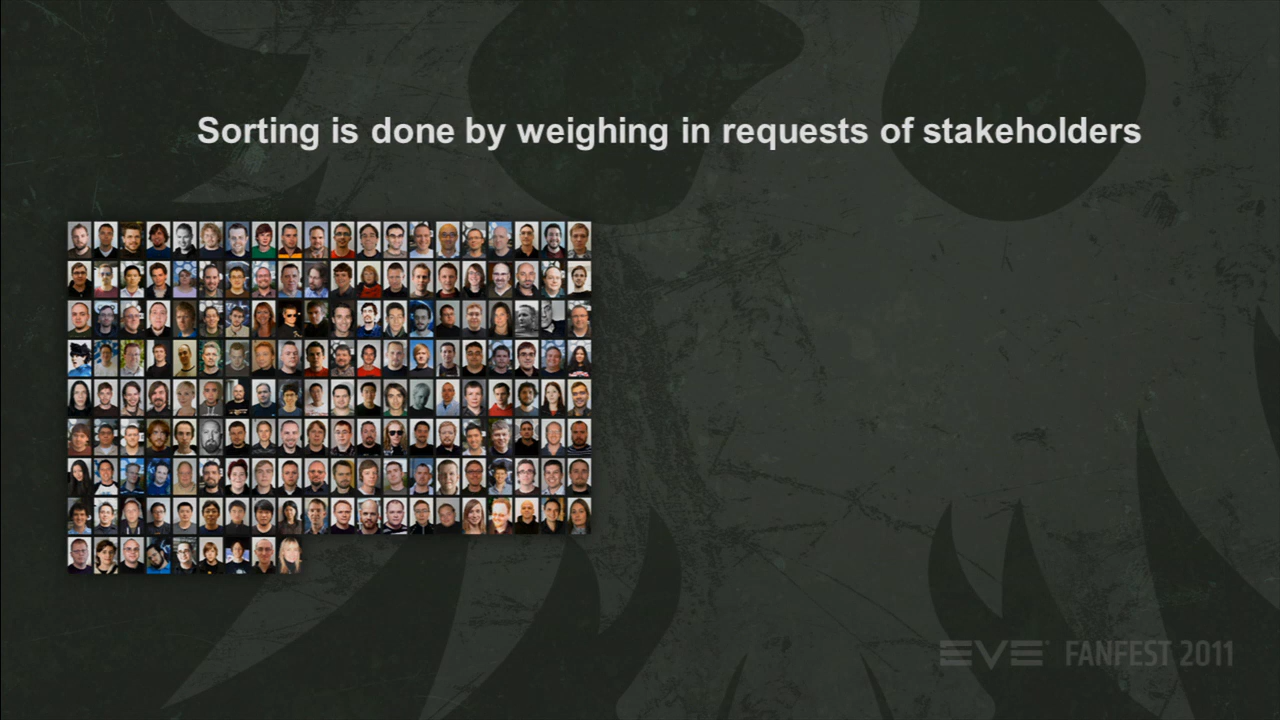 Sorting is done by weighing in requests of stakeholders
EVE FANFEST 2011